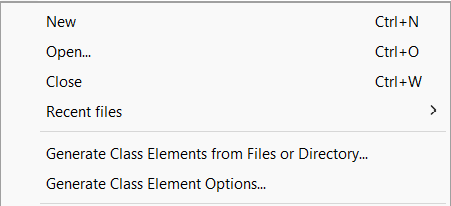 New Ctrl+N
Open... Ctrl+O
Close Ctrl+W
Recent files
Generate Class Elements from Files or Directory...
Generate Class Element Options...